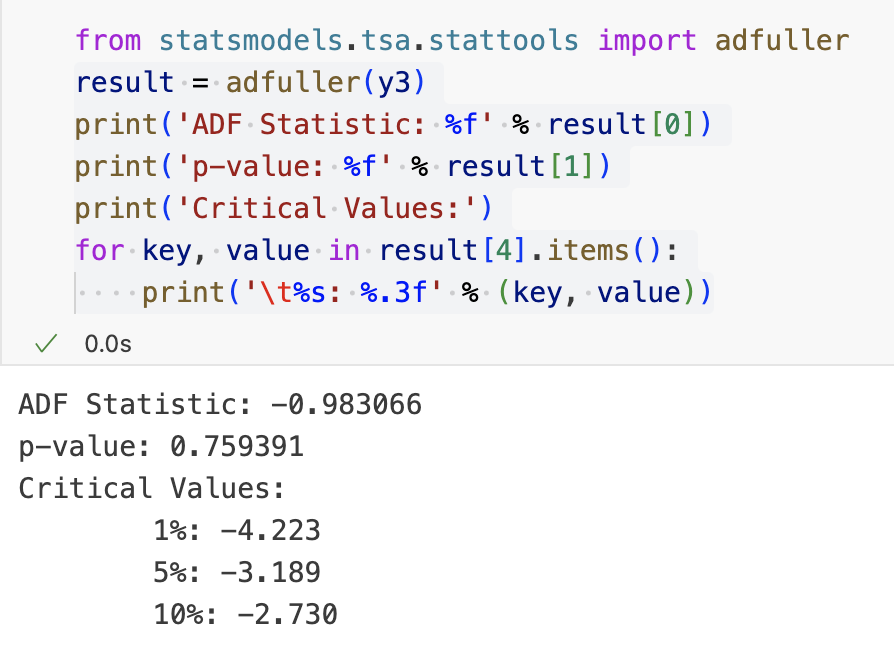 from statsmodels.tsa.stattools import adfuller
result = adfuller(y3)
print('ADF Statistic: %f' % result[0])
print('p-value: %f' % result[1])
print('Critical Values:')
for key, value in result[4].items():
    print('\t%s: %.3f' % (key, value))
0.0s
ADF Statistic: -0.983066
p-value: 0.759391
Critical Values:
	1%: -4.223
	5%: -3.189
	10%: -2.730